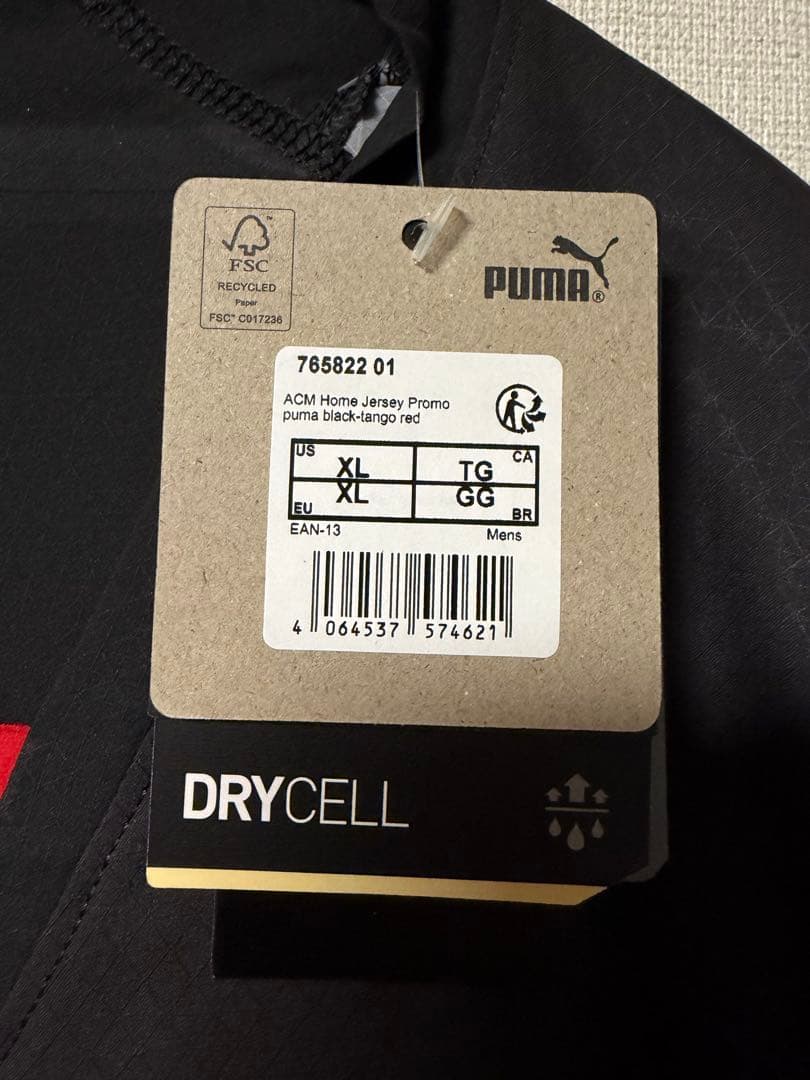 FSC™
RECYCLED
Paper
FSC® C017236
PUMA®
765822 01
ACM Home Jersey Promo
puma black-tango red
US XL TG CA
EU XL GG BR
EAN-13 Mens
4 064537 574621
DRYCELL